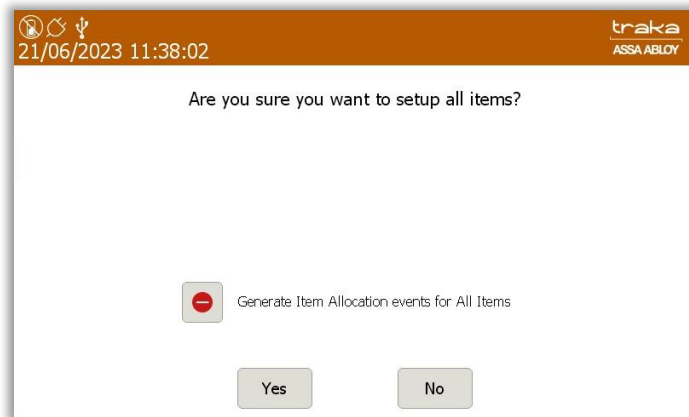 traka
21/06/2023 11:38:02
ASSA ABLOY
Are you sure you want to setup all items?
Generate Item Allocation events for All Items
Yes
No